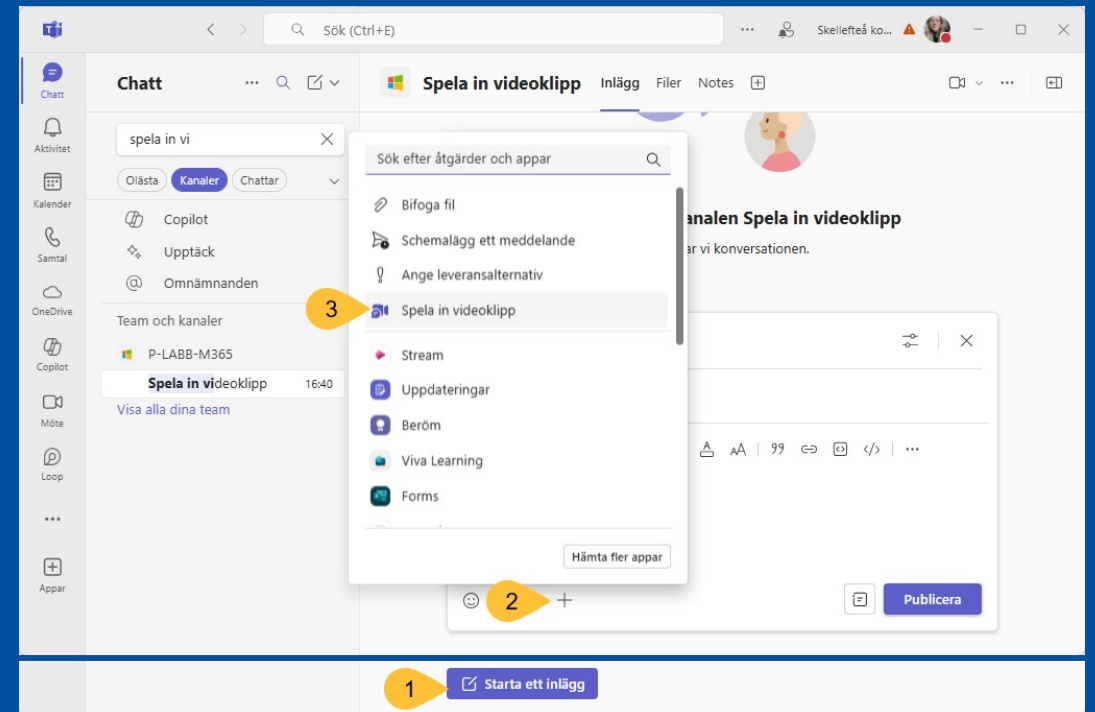 Sök (Ctrl+E)
Skellefteå ko...
Chatt
Aktivitet
Kalender
Samtal
OneDrive
Copilot
Möte
Loop
Appar
Chatt
spela in vi
Olästa Kanaler Chattar
Copilot
Upptäck
Omnämnanden
Team och kanaler
P-LABB-M365
Spela in videoklipp 16:40
Visa alla dina team
Spela in videoklipp Inlägg Filer Notes
analen Spela in videoklipp
ar vi konversationen.
Sök efter åtgärder och appar
Bifoga fil
Schemalägg ett meddelande
Ange leveransalternativ
3
Spela in videoklipp
Stream
Uppdateringar
Beröm
Viva Learning
Forms
Hämta fler appar
2
Publicera
1
Starta ett inlägg